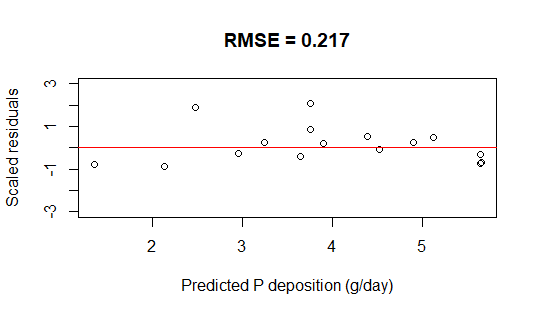 RMSE = 0.217
Scaled residuals
3
1
-1
-3
2 3 4 5
Predicted P deposition (g/day)